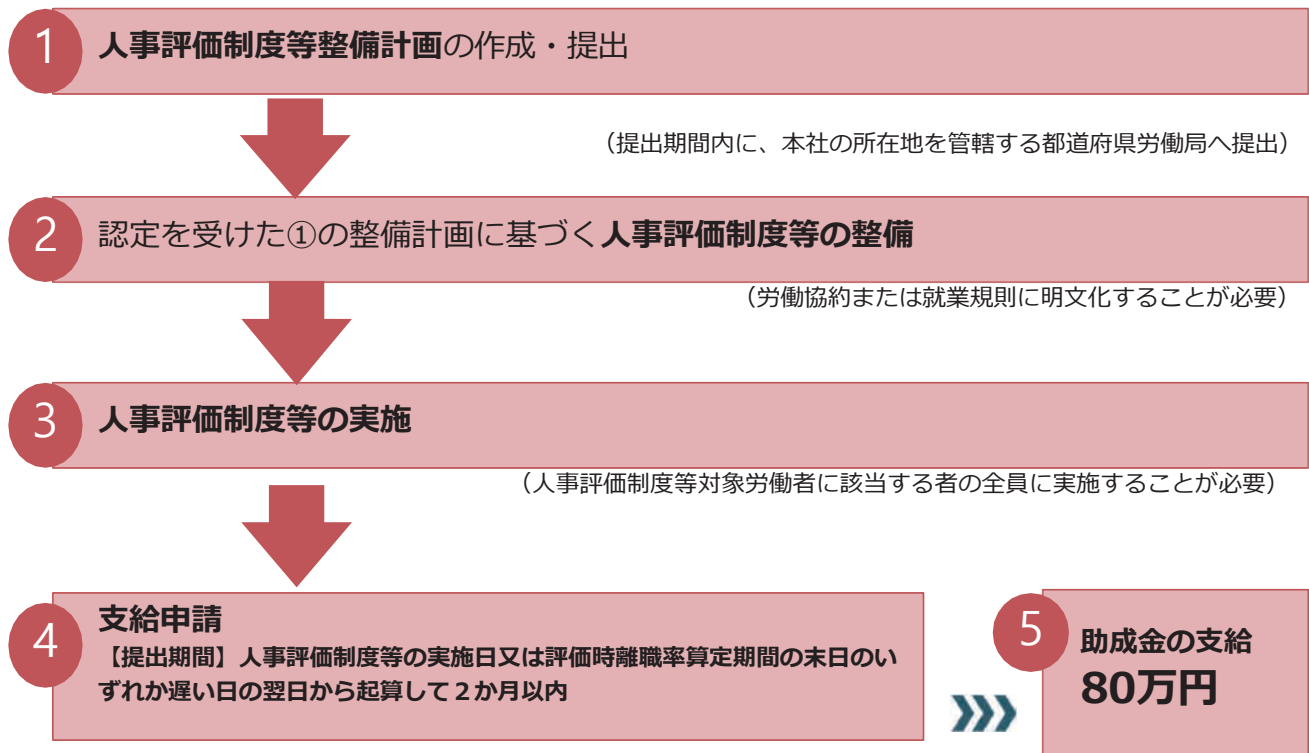 1
人事評価制度等整備計画の作成・提出
（提出期間内に、本社の所在地を管轄する都道府県労働局へ提出）
2
認定を受けた①の整備計画に基づく人事評価制度等の整備
（労働協約または就業規則に明文化することが必要）
3
人事評価制度等の実施
（人事評価制度等対象労働者に該当する者の全員に実施することが必要）
4
支給申請
【提出期間】人事評価制度等の実施日又は評価時離職率算定期間の末日のい
ずれか遅い日の翌日から起算して２か月以内
5
助成金の支給
80万円